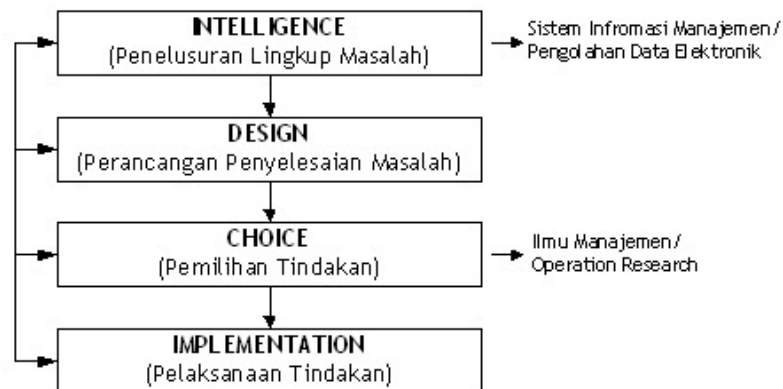 INTELLIGENCE
(Penelusuran Lingkup Masalah)
Sistem Infromasi Manajemen/
Pengolahan Data Elektronik
DESIGN
(Perancangan Penyelesaian Masalah)
CHOICE
(Pemilihan Tindakan)
Ilmu Manajemen/
Operation Research
IMPLEMENTATION
(Pelaksanaan Tindakan)